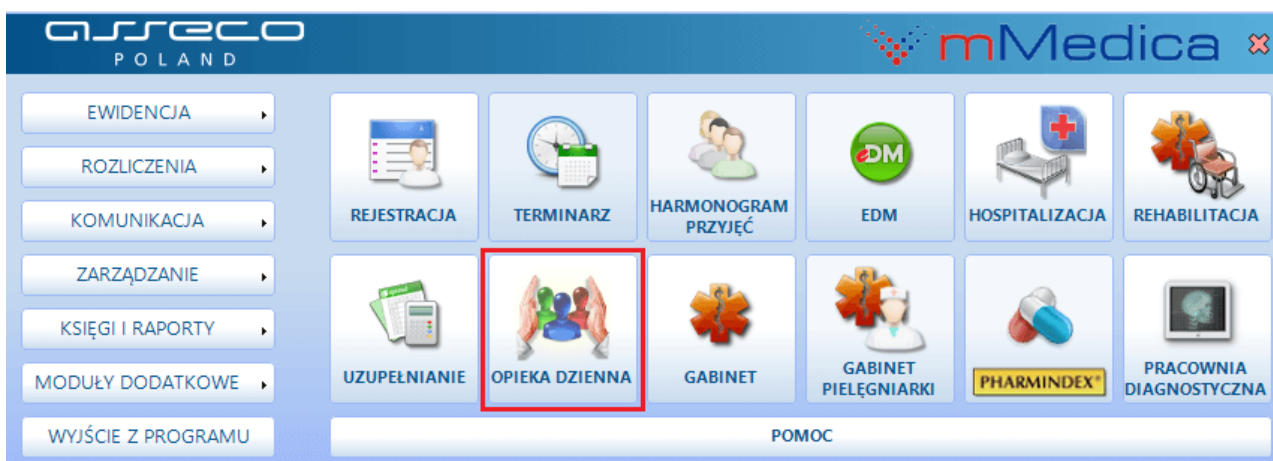 asseco
POLAND
mMedica
EWIDENCJA
ROZLICZENIA
KOMUNIKACJA
ZARZĄDZANIE
KSIĘGI I RAPORTY
MODUŁY DODATKOWE
WYJŚCIE Z PROGRAMU
REJESTRACJA
TERMINARZ
HARMONOGRAM
PRZYJĘĆ
eDM
EDM
HOSPITALIZACJA
REHABILITACJA
UZUPEŁNIANIE
OPIEKA DZIENNA
GABINET
GABINET
PIELĘGNIARKI
PHARMINDEX®
PRACOWNIA
DIAGNOSTYCZNA
POMOC